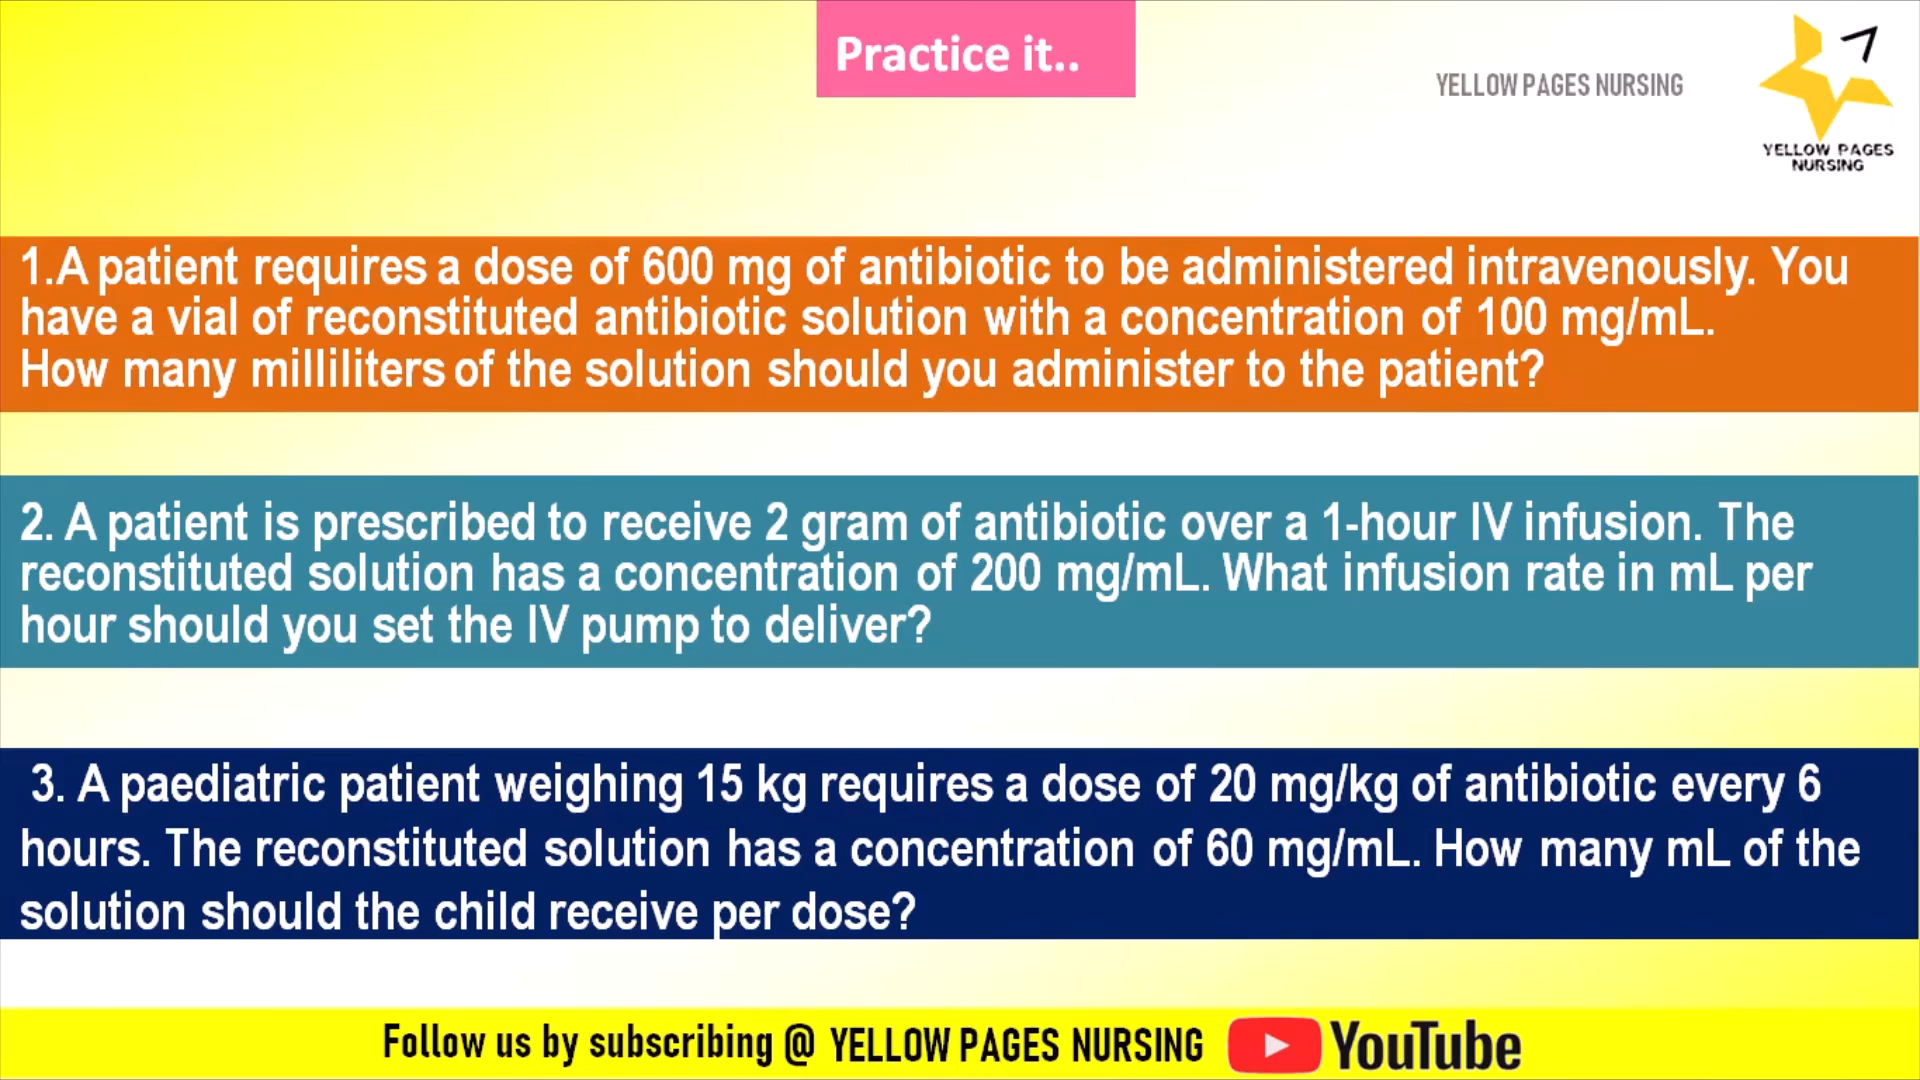 Practice it..
YELLOW PAGES NURSING
YELLOW PAGES
NURSING
1.A patient requires a dose of 600 mg of antibiotic to be administered intravenously. You
have a vial of reconstituted antibiotic solution with a concentration of 100 mg/mL.
How many milliliters of the solution should you administer to the patient?
2. A patient is prescribed to receive 2 gram of antibiotic over a 1-hour IV infusion. The
reconstituted solution has a concentration of 200 mg/mL. What infusion rate in mL per
hour should you set the IV pump to deliver?
3. A paediatric patient weighing 15 kg requires a dose of 20 mg/kg of antibiotic every 6
hours. The reconstituted solution has a concentration of 60 mg/mL. How many mL of the
solution should the child receive per dose?
Follow us by subscribing @ YELLOW PAGES NURSING YouTube